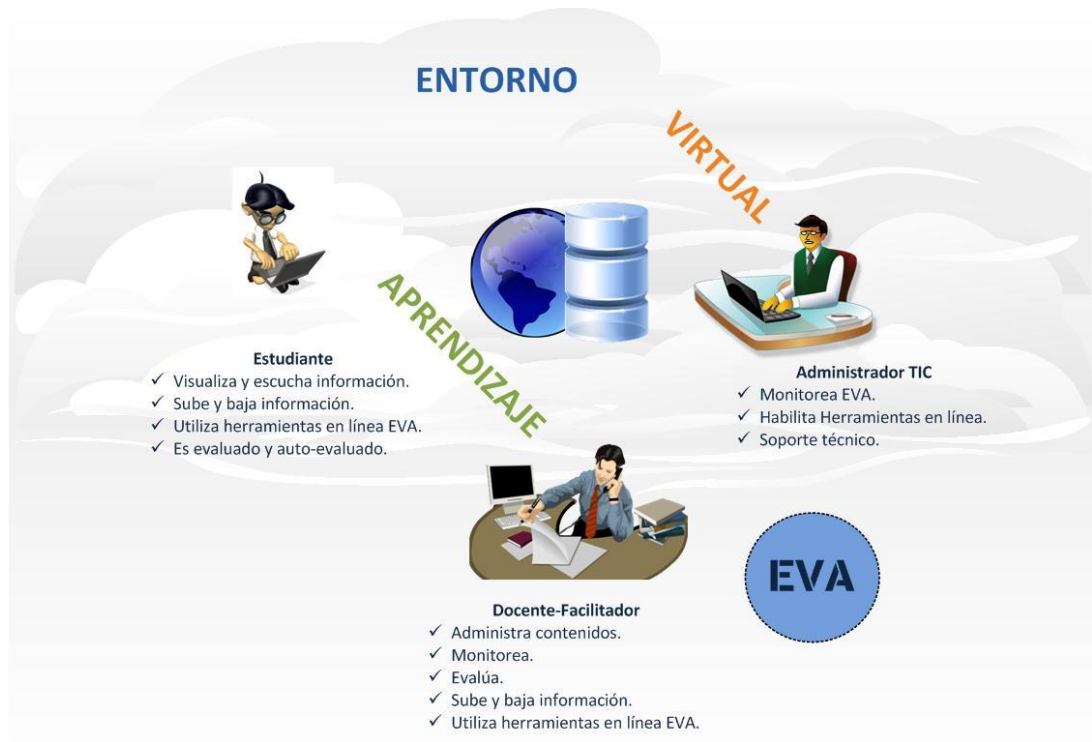 ENTORNO
VIRTUAL
APRENDIZAJE
Estudiante
✓ Visualiza y escucha información.
✓ Sube y baja información.
✓ Utiliza herramientas en línea EVA.
✓ Es evaluado y auto-evaluado.
Administrador TIC
✓ Monitorea EVA.
✓ Habilita Herramientas en línea.
✓ Soporte técnico.
EVA
Docente-Facilitador
✓ Administra contenidos.
✓ Monitorea.
✓ Evalúa.
✓ Sube y baja información.
✓ Utiliza herramientas en línea EVA.